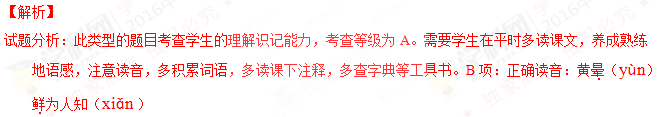 【解析】
试题分析：此类型的题目考查学生的理解识记能力，考查等级为 A。需要学生在平时多读课文，养成熟练
地语感，注意读音，多积累词语，多读课下注释，多查字典等工具书。B 项：正确读音：黄晕（yùn）
鲜为人知（xiǎn）